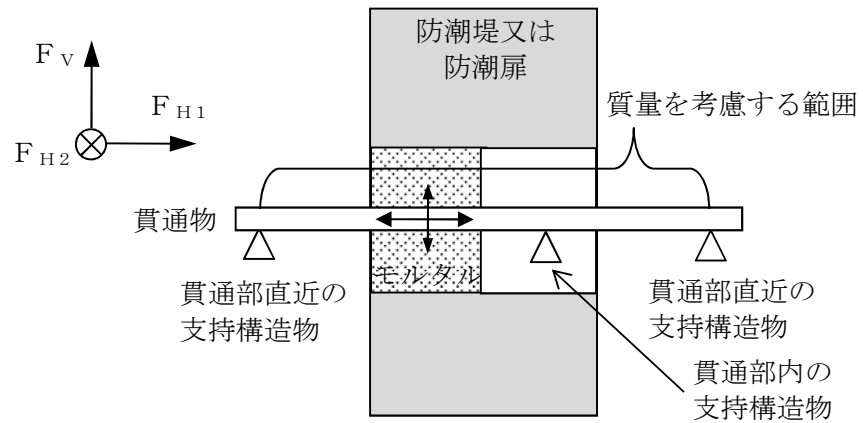 防潮堤又は
防潮扉
F V
F H1
F H2
質量を考慮する範囲
貫通物
モルタル
貫通部直近の
支持構造物
貫通部直近の
支持構造物
貫通部内の
支持構造物